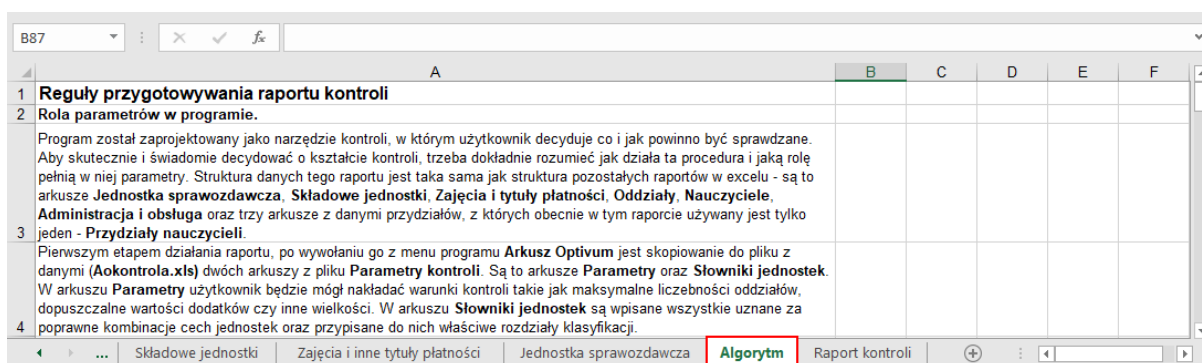 B87
fx
A B C D E F
1 Reguły przygotowywania raportu kontroli
2 Rola parametrów w programie.
Program został zaprojektowany jako narzędzie kontroli, w którym użytkownik decyduje co i jak powinno być sprawdzane.
Aby skutecznie i świadomie decydować o kształcie kontroli, trzeba dokładnie rozumieć jak działa ta procedura i jaką rolę
pełnią w niej parametry. Struktura danych tego raportu jest taka sama jak struktura pozostałych raportów w excelu - są to
arkusze Jednostka sprawozdawcza, Składowe jednostki, Zajęcia i tytuły płatności, Oddziały, Nauczyciele,
Administracja i obsługa oraz trzy arkusze z danymi przydziałów, z których obecnie w tym raporcie używany jest tylko
3 jeden - Przydziały nauczycieli.
Pierwszym etapem działania raportu, po wywołaniu go z menu programu Arkusz Optivum jest skopiowanie do pliku z
danymi (Aokontrola.xls) dwóch arkuszy z pliku Parametry kontroli. Są to arkusze Parametry oraz Słowniki jednostek.
W arkuszu Parametry użytkownik będzie mógł nakładać warunki kontroli takie jak maksymalne liczebności oddziałów,
dopuszczalne wartości dodatków czy inne wielkości. W arkuszu Słowniki jednostek są wpisane wszystkie uznane za
4 poprawne kombinacje cech jednostek oraz przypisane do nich właściwe rozdziały klasyfikacji.
... Składowe jednostki Zajęcia i inne tytuły płatności Jednostka sprawozdawcza Algorytm Raport kontroli